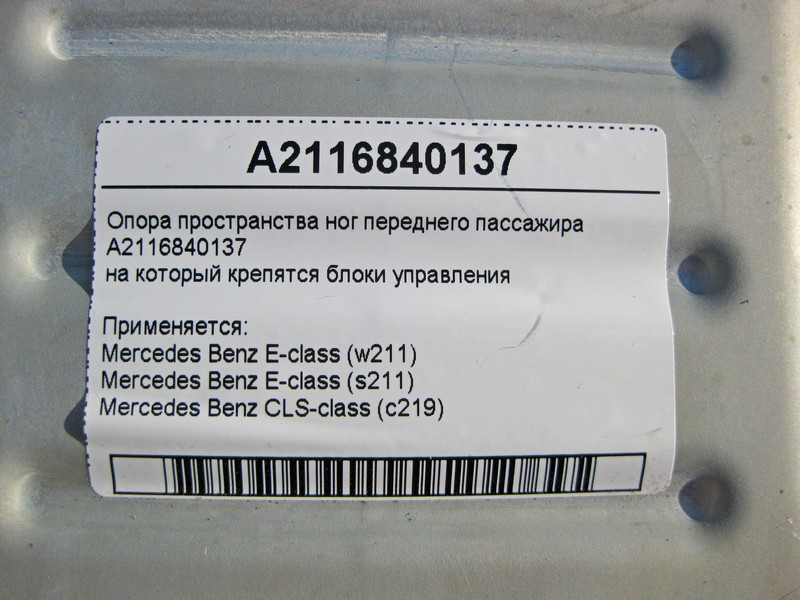 A2116840137
Опора пространства ног переднего пассажира
A2116840137
на который крепятся блоки управления
Применяется:
Mercedes Benz E-class (w211)
Mercedes Benz E-class (s211)
Mercedes Benz CLS-class (c219)